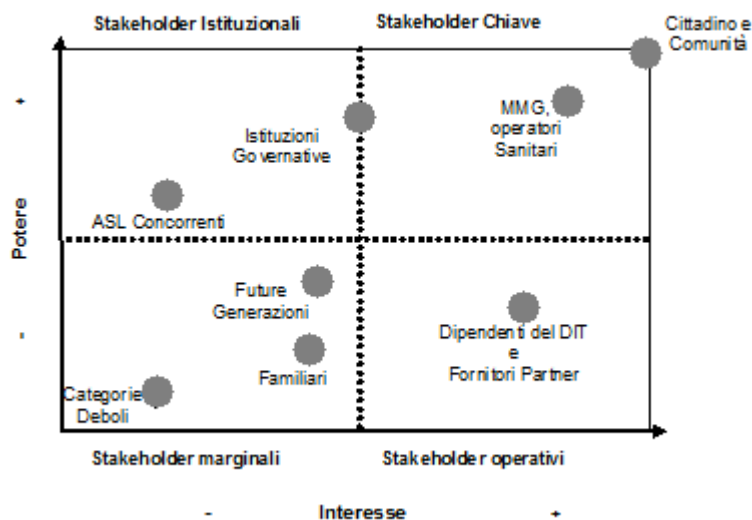 Stakeholder Istituzionali
Stakeholder Chiave
Cittadino e
Comunità
+
MMG,
operatori
Sanitari
Istituzioni
Governative
ASL Concorrenti
Potere
Future
Generazioni
-
Dipendenti del DIT
e
Fornitori Partner
Familiari
Categorie
Deboli
Stakeholder marginali
Stakeholder operativi
-
Interesse
+